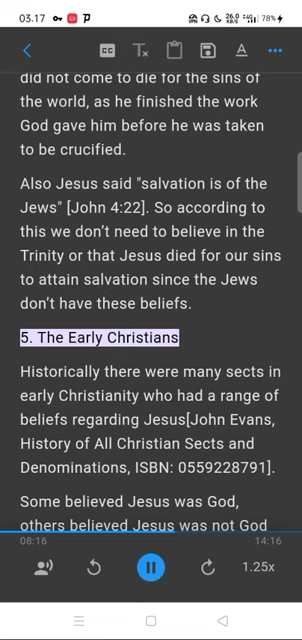 03.17
26.0
KB/S
4G
78%
CC
did not come to die for the sins of
the world, as he finished the work
God gave him before he was taken
to be crucified.
Also Jesus said "salvation is of the
Jews" [John 4:22]. So according to
this we don’t need to believe in the
Trinity or that Jesus died for our sins
to attain salvation since the Jews
don’t have these beliefs.
5. The Early Christians
Historically there were many sects in
early Christianity who had a range of
beliefs regarding Jesus[John Evans,
History of All Christian Sects and
Denominations, ISBN: 0559228791].
Some believed Jesus was God,
others believed Jesus was not God
08:16
14:16
1.25x